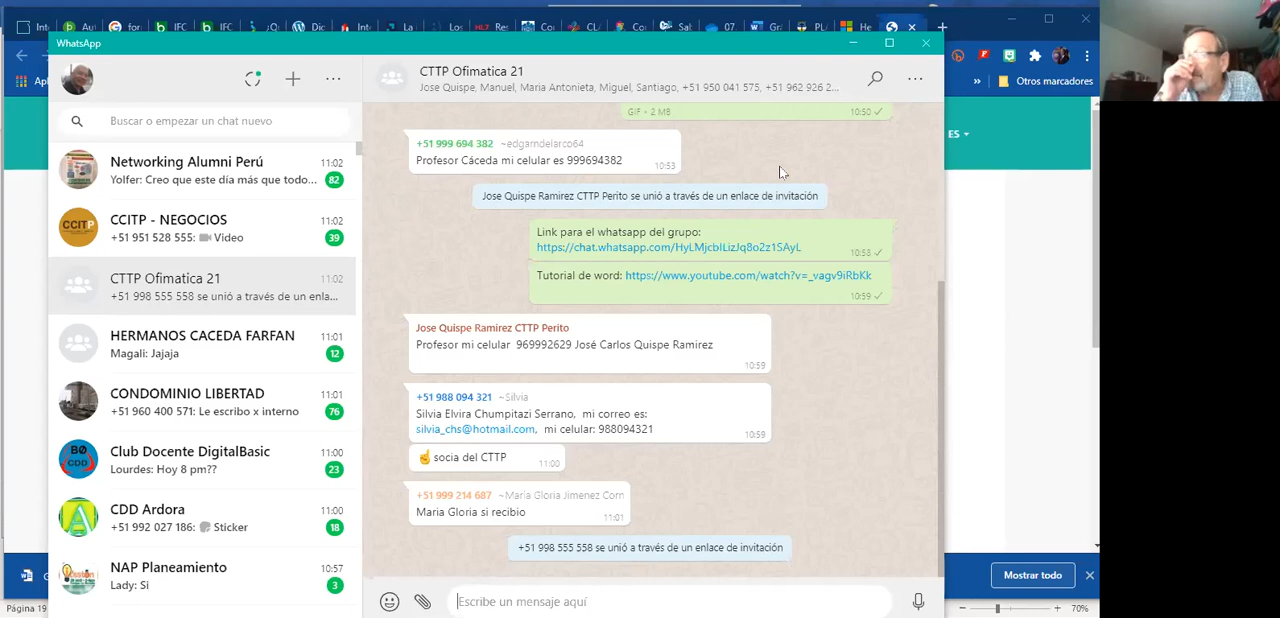 WhatsApp
Otros marcadores
ES
Buscar o empezar un chat nuevo
Networking Alumni Perú 11:02
Yolfer: Creo que este día más que todo... 82
CCITP - NEGOCIOS 11:02
+51 951 528 555: Video 39
CTTP Ofimatica 21 11:02
+51 998 555 558 se unió a través de un enla...
HERMANOS CACEDA FARFAN 11:01
Magali: Jajaja 12
CONDOMINIO LIBERTAD 11:01
+51 960 400 571: Le escribo x interno 76
Club Docente DigitalBasic 11:00
Lourdes: Hoy 8 pm?? 23
CDD Ardora 11:00
+51 992 027 186: Sticker 18
NAP Planeamiento 10:57
Lady: Si 3
CTTP Ofimatica 21
Jose Quispe, Manuel, Maria Antonieta, Miguel, Santiago, +51 950 041 575, +51 962 926 2...
GIF • 2 MB 10:50
+51 999 694 382 ~edgarndelarco64
Profesor Cáceda mi celular es 999694382 10:53
Jose Quispe Ramirez CTTP Perito se unió a través de un enlace de invitación
Link para el whatsapp del grupo:
https://chat.whatsapp.com/HyLMjcbILizJq8o2z1SAyL 10:58
Tutorial de word: https://www.youtube.com/watch?v=_vagv9iRbKk
10:59
Jose Quispe Ramirez CTTP Perito
Profesor mi celular 969992629 José Carlos Quispe Ramirez
10:59
+51 988 094 321 ~Silvia
Silvia Elvira Chumpitazi Serrano, mi correo es:
silvia_chs@hotmail.com, mi celular: 988094321 10:59
☝ socia del CTTP 11:00
+51 999 214 687 ~Maria Gloria Jimenez Corn
Maria Gloria si recibio 11:01
+51 998 555 558 se unió a través de un enlace de invitación
Escribe un mensaje aquí
Mostrar todo
Página 19
70%